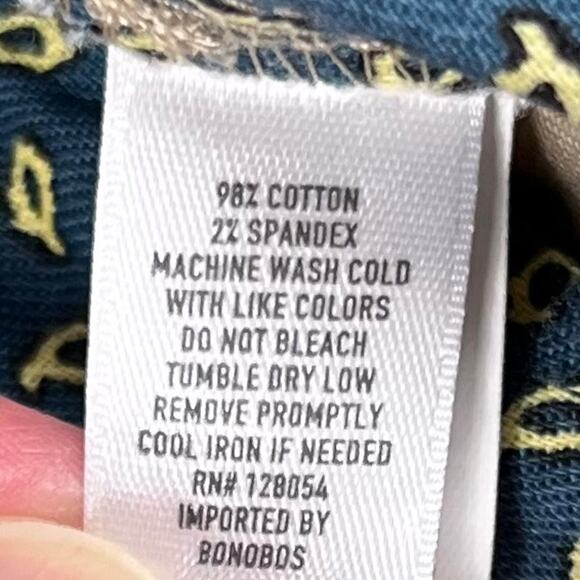 98% COTTON
2% SPANDEX
MACHINE WASH COLD
WITH LIKE COLORS
DO NOT BLEACH
TUMBLE DRY LOW
REMOVE PROMPTLY
COOL IRON IF NEEDED
RN# 128054
IMPORTED BY
BONOBOS